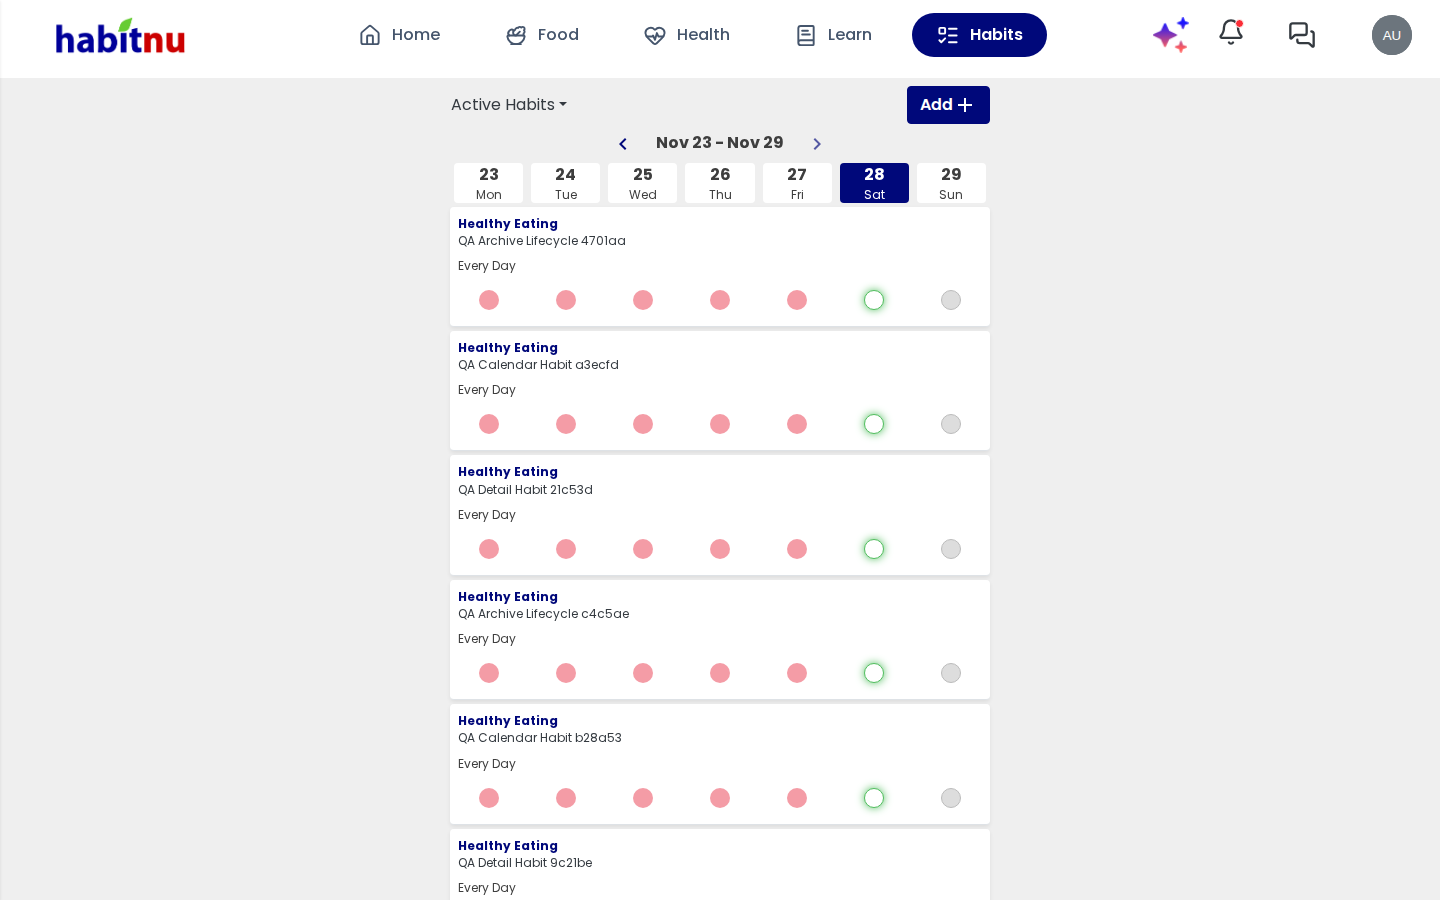 habitnu
Home
Food
Health
Learn
Habits
AU
Active Habits
Add
Nov 23 - Nov 29
23 24 25 26 27 28 29
Mon Tue Wed Thu Fri Sat Sun
Healthy Eating
QA Archive Lifecycle 4701aa
Every Day
Healthy Eating
QA Calendar Habit a3ecfd
Every Day
Healthy Eating
QA Detail Habit 21c53d
Every Day
Healthy Eating
QA Archive Lifecycle c4c5ae
Every Day
Healthy Eating
QA Calendar Habit b28a53
Every Day
Healthy Eating
QA Detail Habit 9c21be
Every Day